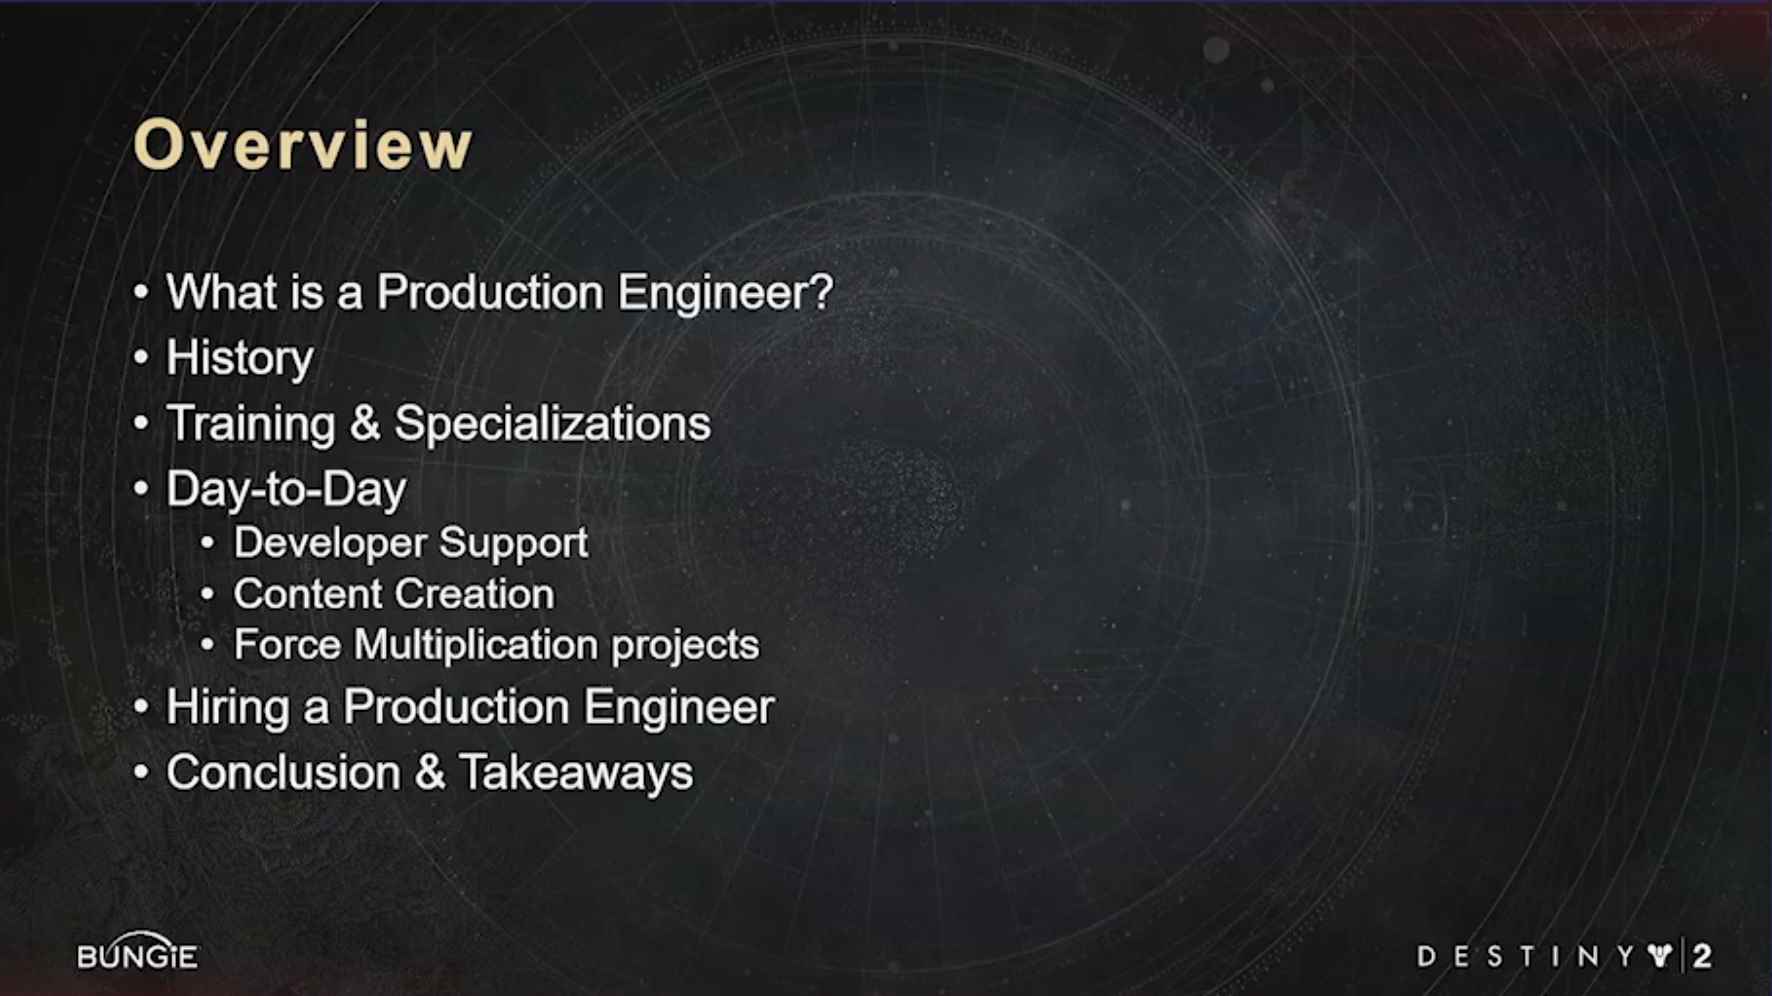 Overview
• What is a Production Engineer?
• History
• Training & Specializations
• Day-to-Day
• Developer Support
• Content Creation
• Force Multiplication projects
• Hiring a Production Engineer
• Conclusion & Takeaways
BUNGiE
DESTINY 2